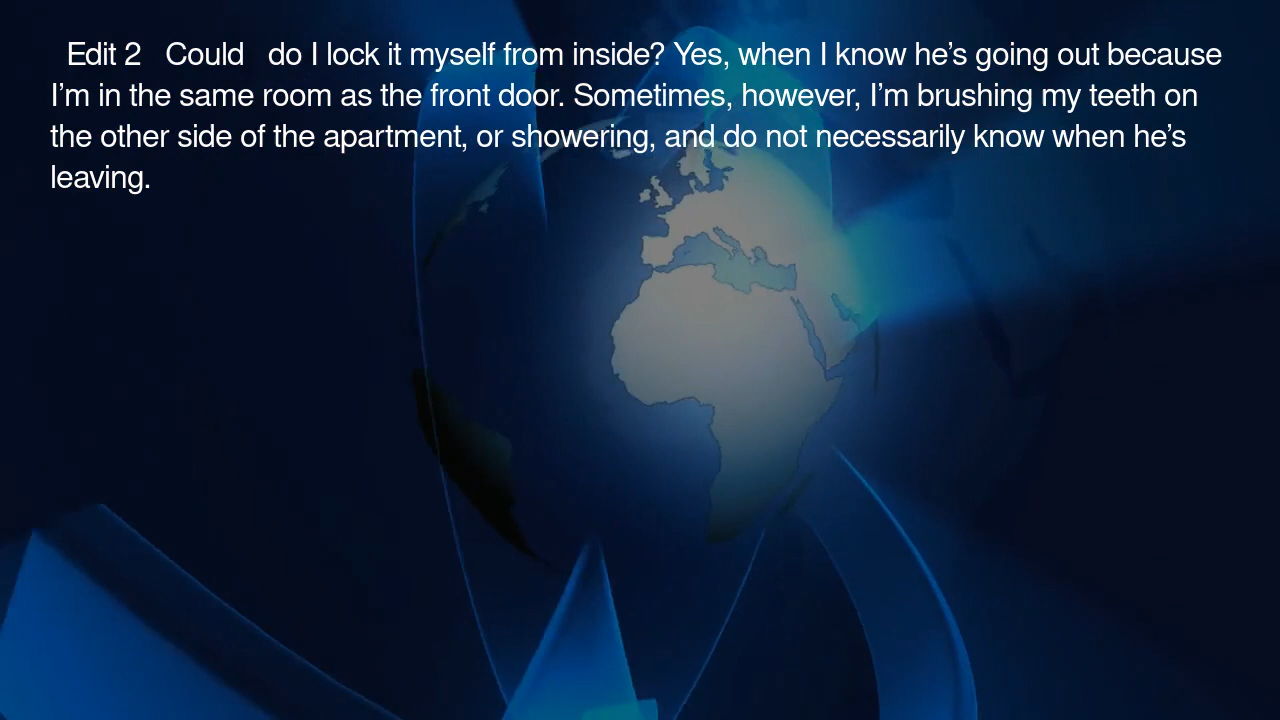 Edit 2 Could do I lock it myself from inside? Yes, when I know he’s going out because
I’m in the same room as the front door. Sometimes, however, I’m brushing my teeth on
the other side of the apartment, or showering, and do not necessarily know when he’s
leaving.